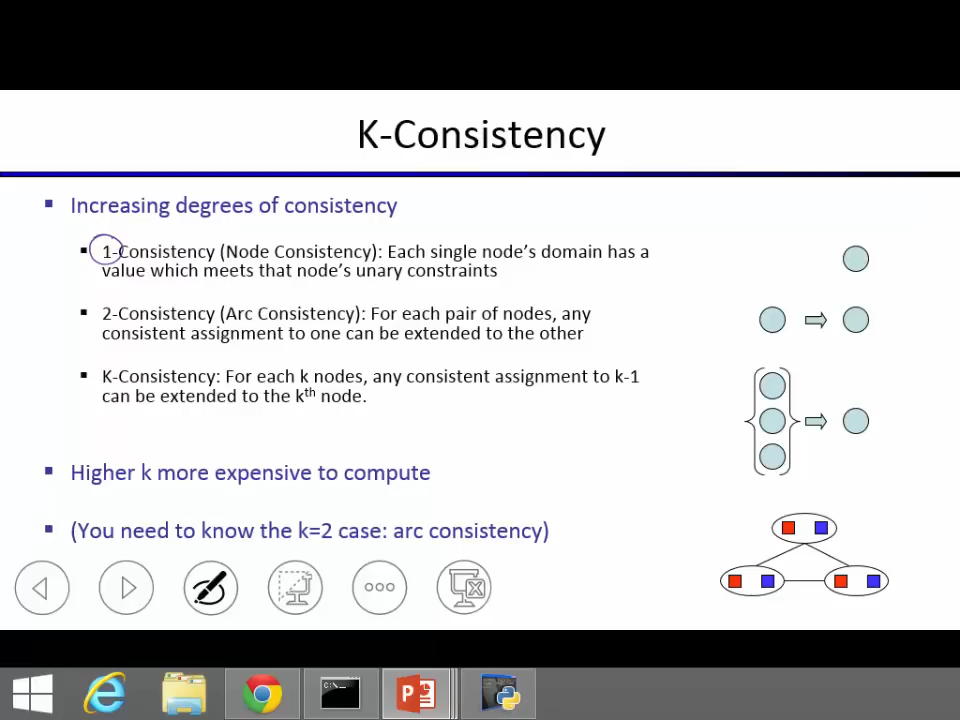 K-Consistency
Increasing degrees of consistency
1-Consistency (Node Consistency): Each single node's domain has a
value which meets that node's unary constraints
2-Consistency (Arc Consistency): For each pair of nodes, any
consistent assignment to one can be extended to the other
K-Consistency: For each k nodes, any consistent assignment to k-1
can be extended to the kth node.
Higher k more expensive to compute
(You need to know the k=2 case: arc consistency)